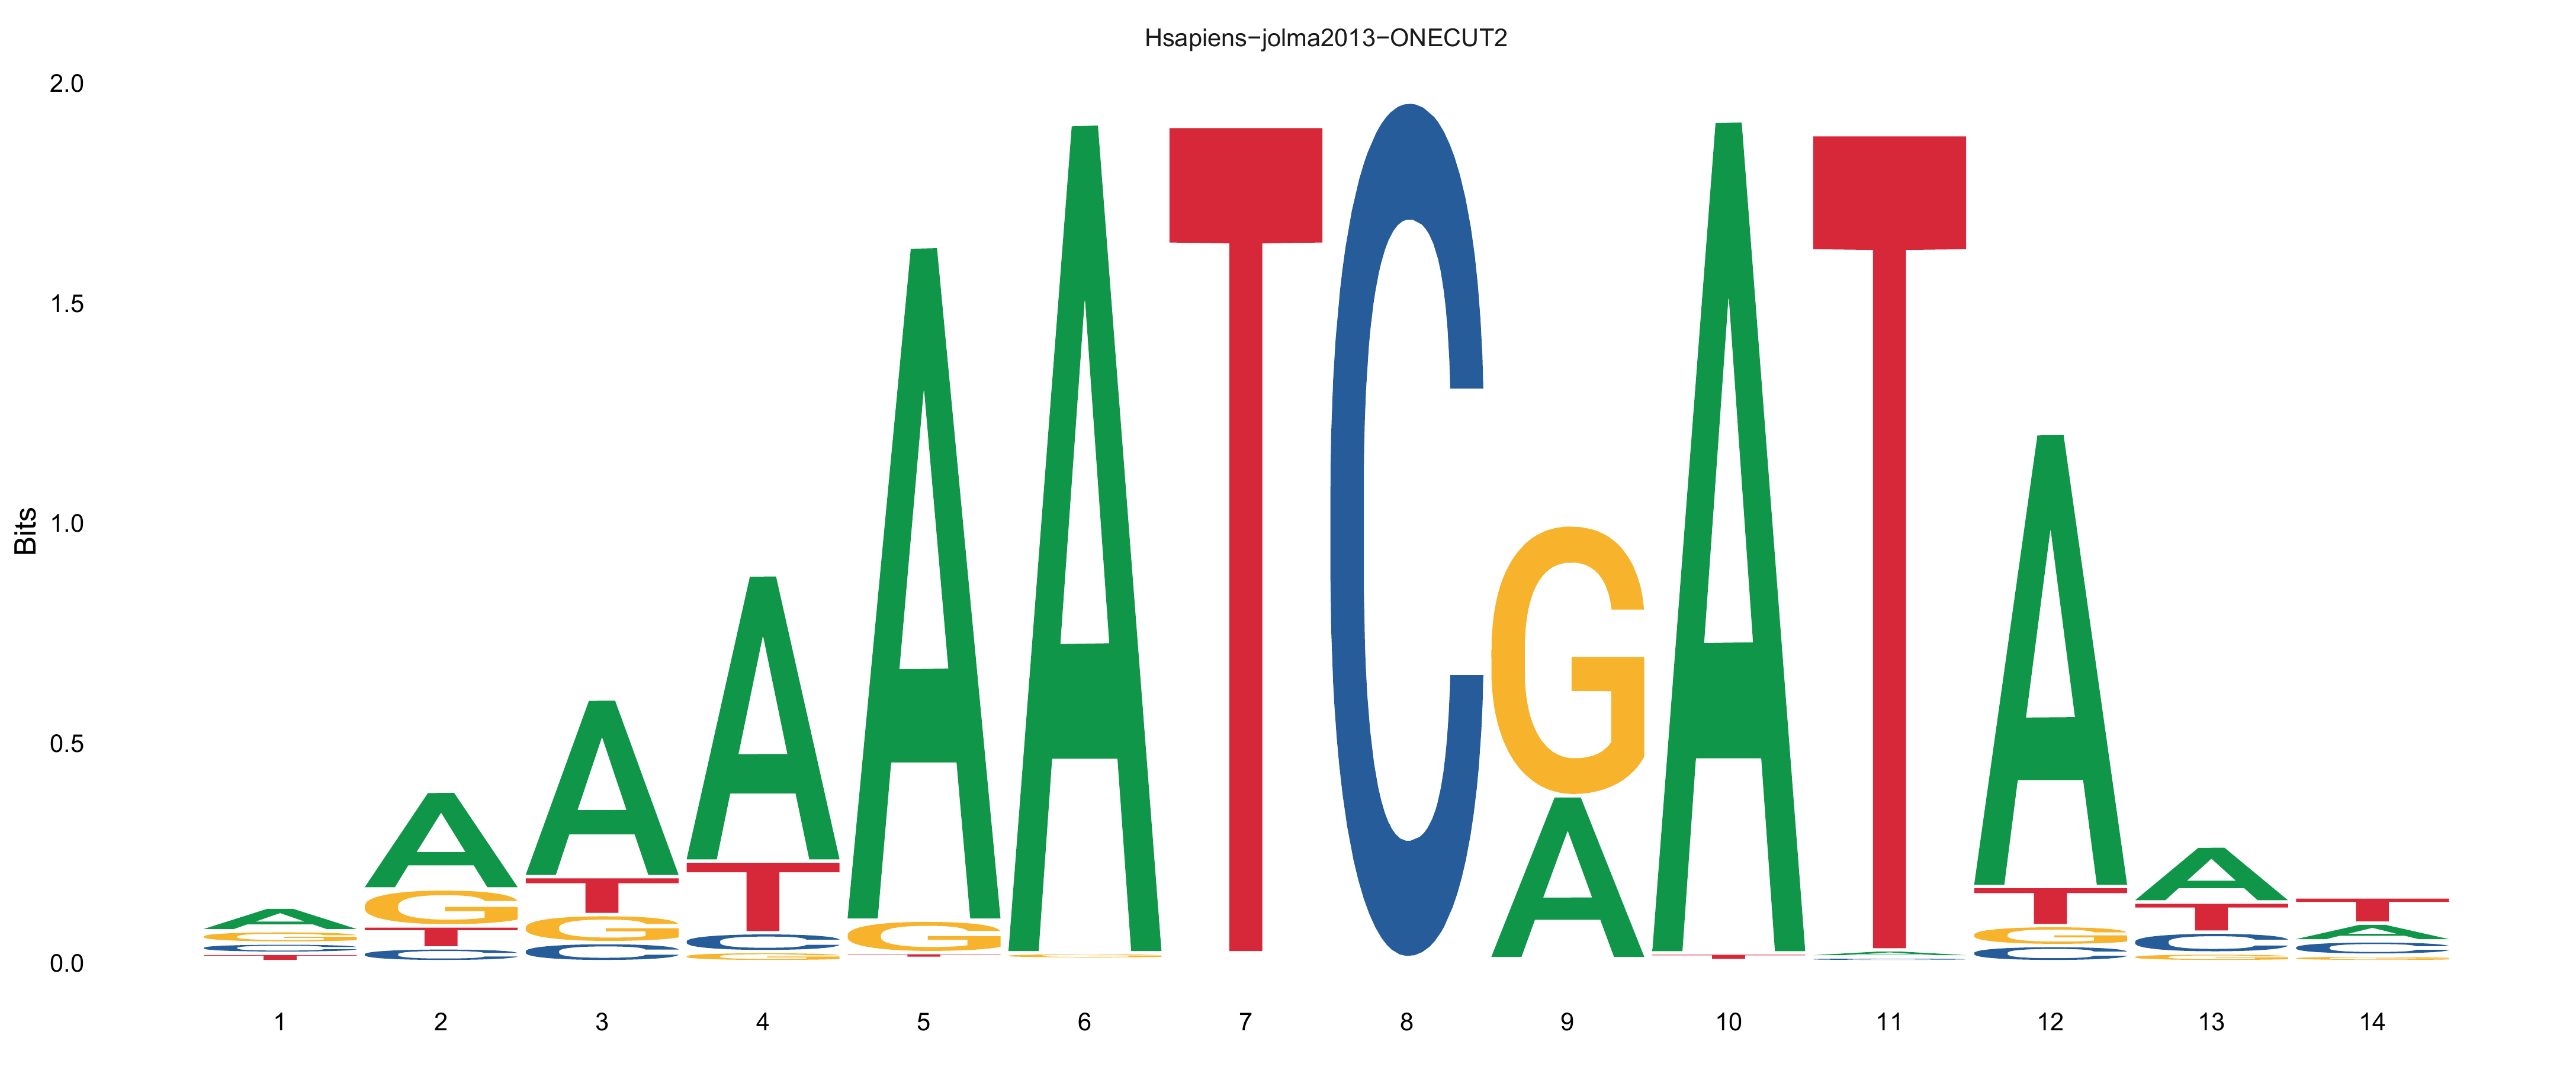 Hsapiens−jolma2013−ONECUT2
2.0
1.5
1.0
0.5
0.0
Bits
A G C T
A G T C
A T G C
A T C G
A G T
A G
T
C
G A
A T
T A C
A T G C
A T C G
T A C G
1 2 3 4 5 6 7 8 9 10 11 12 13 14